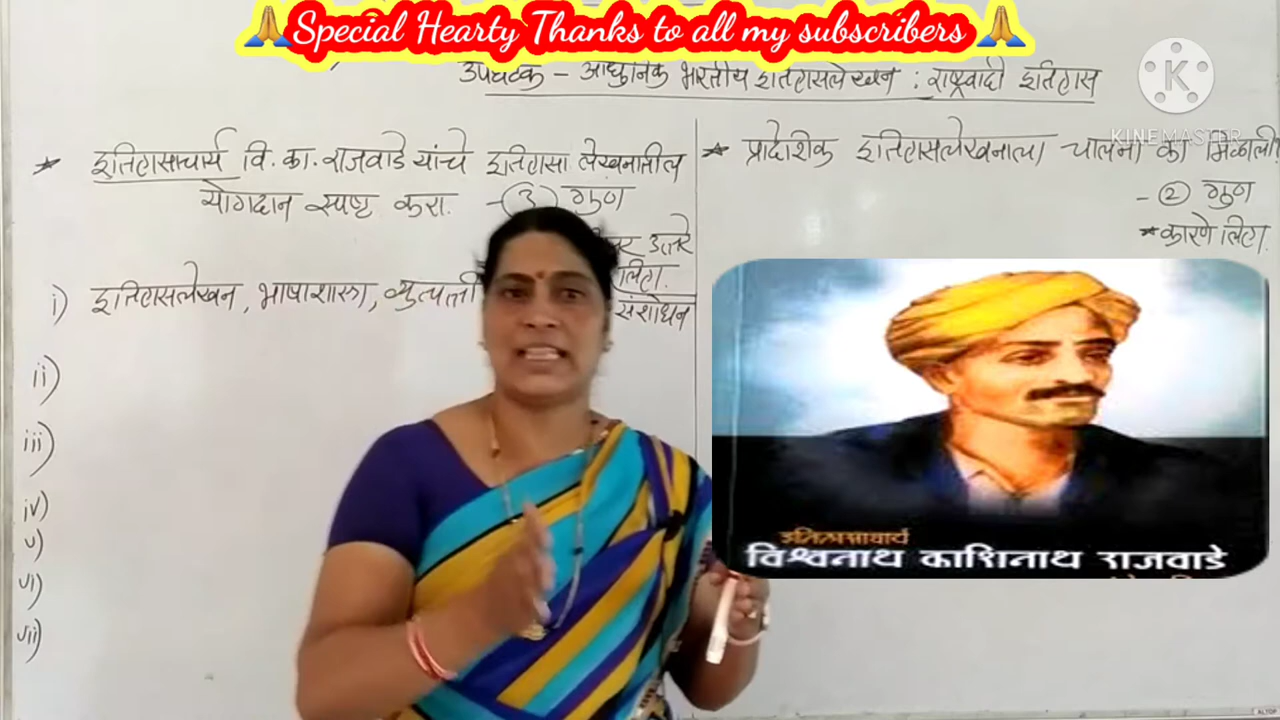 🙏Special Hearty Thanks to all my subscribers🙏
उपघटक - आधुनिक भारतीय इतिहासलेखन : राष्ट्रवादी इतिहास
K
KINEMASTER
* इतिहासाचार्य वि. का. राजवाडे यांचे इतिहास लेखनातील
योगदान स्पष्ट करा. - ③ गुण
उत्तरे
लिहा.
i) इतिहासलेखन, भाषाशास्त्र, व्युत्पत्ती
संशोधन
ii)
iii)
iv)
v)
vi)
vii)
* प्रादेशिक इतिहासलेखनाला चालना का मिळाली
- ② गुण
* कारणे लिहा.
इतिहासाचार्य
विश्वनाथ काशिनाथ राजवाडे